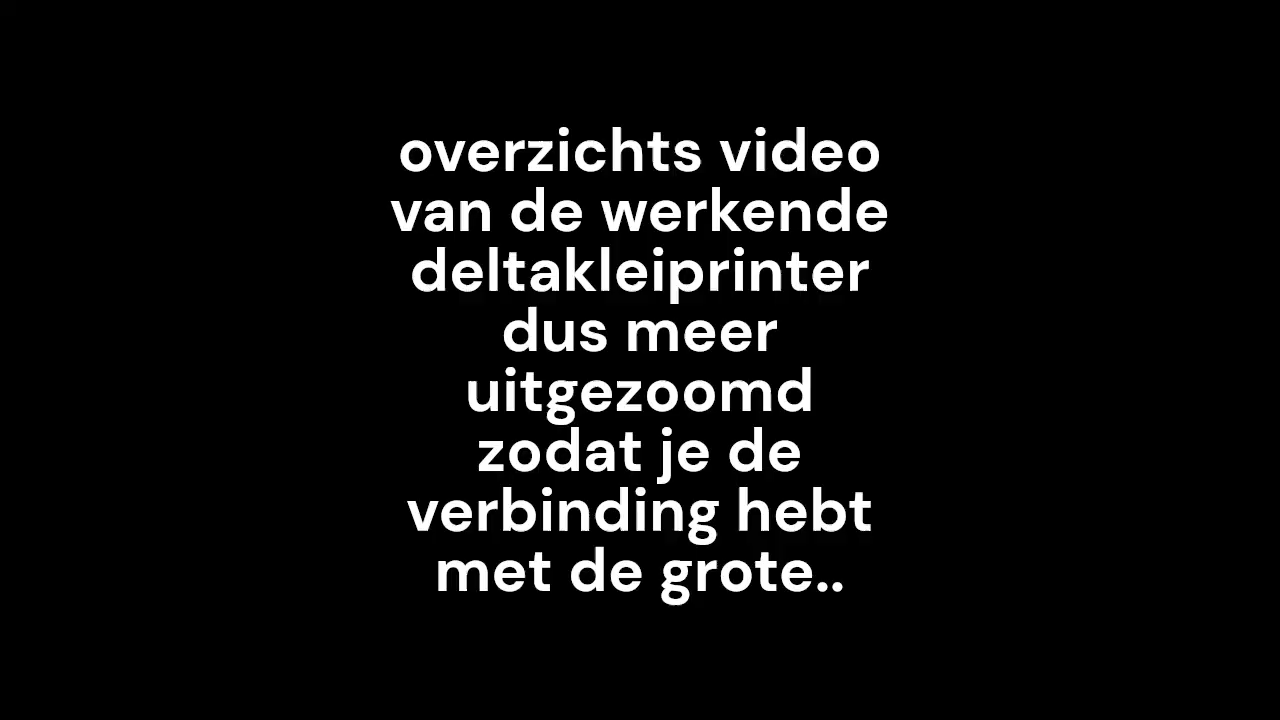 overzichts video
van de werkende
deltakleiprinter
dus meer
uitgezoomd
zodat je de
verbinding hebt
met de grote..